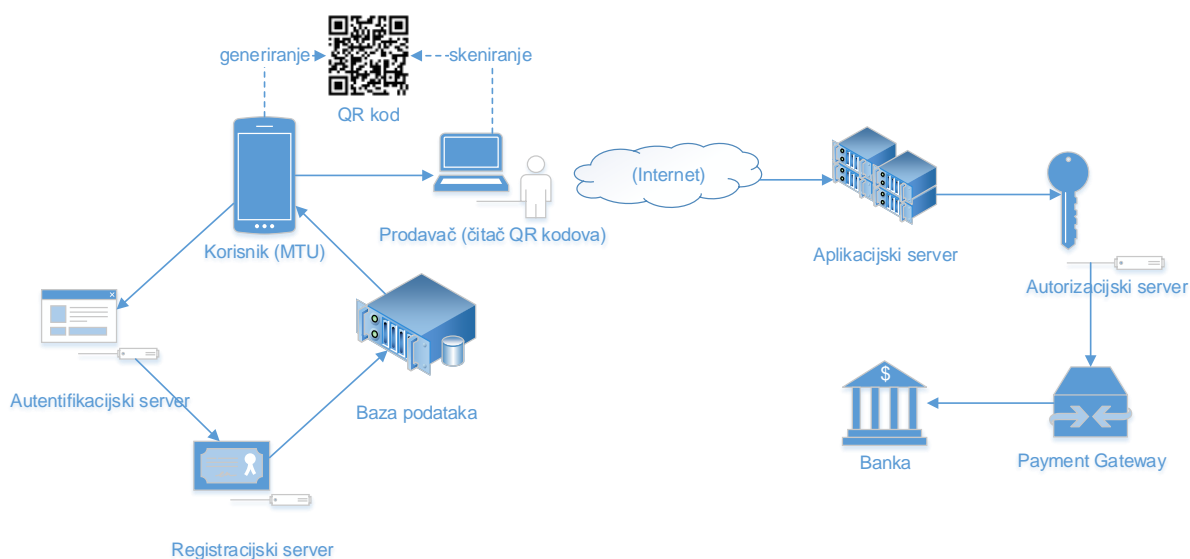 generiranje
skeniranje
QR kod
(Internet)
Korisnik (MTU)
Prodavač (čitač QR kodova)
Aplikacijski server
Autorizacijski server
Autentifikacijski server
Baza podataka
$
Banka
Payment Gateway
Registracijski server